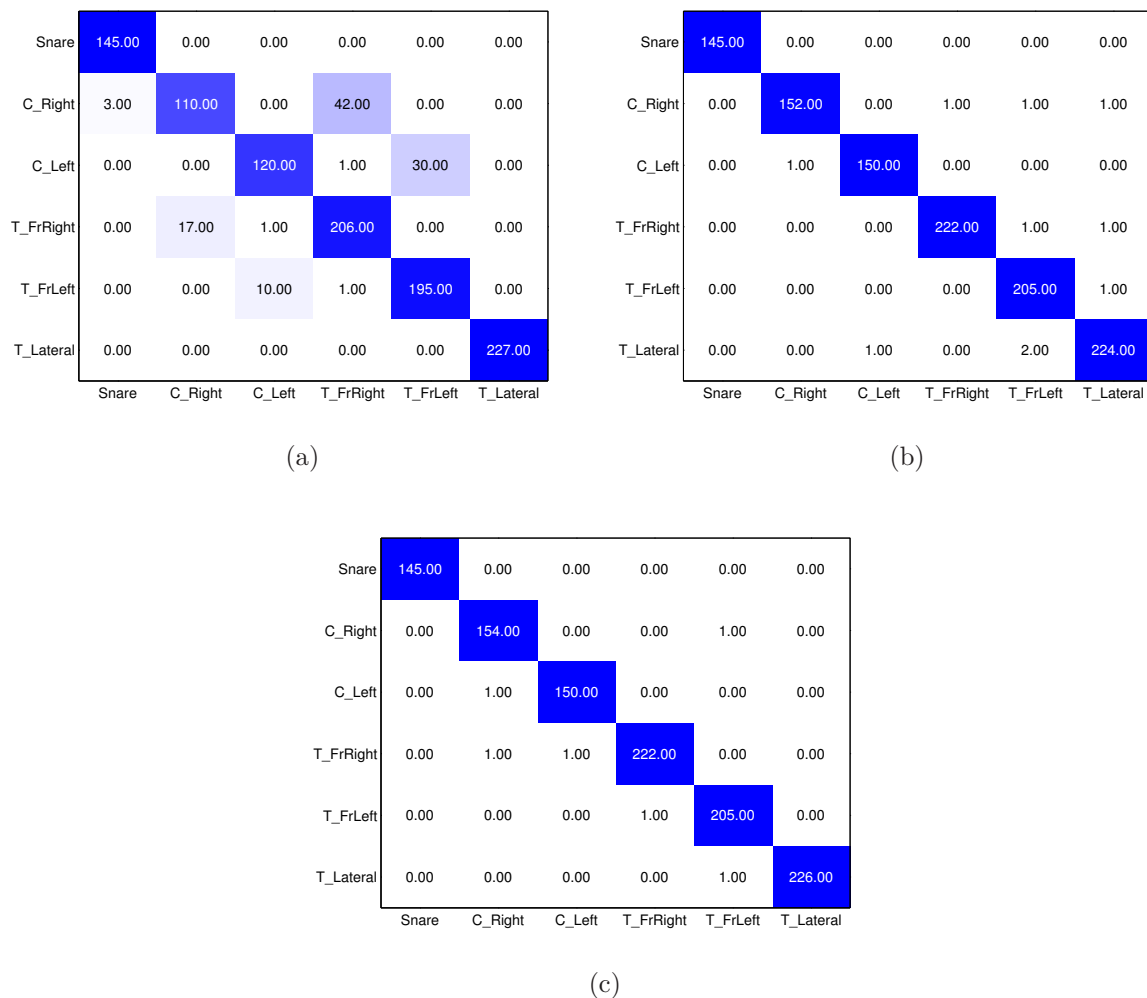 Snare 145.00 0.00 0.00 0.00 0.00 0.00
C_Right 3.00 110.00 0.00 42.00 0.00 0.00
C_Left 0.00 0.00 120.00 1.00 30.00 0.00
T_FrRight 0.00 17.00 1.00 206.00 0.00 0.00
T_FrLeft 0.00 0.00 10.00 1.00 195.00 0.00
T_Lateral 0.00 0.00 0.00 0.00 0.00 227.00
Snare C_Right C_Left T_FrRight T_FrLeft T_Lateral
(a)
Snare 145.00 0.00 0.00 0.00 0.00 0.00
C_Right 0.00 152.00 0.00 1.00 1.00 1.00
C_Left 0.00 1.00 150.00 0.00 0.00 0.00
T_FrRight 0.00 0.00 0.00 222.00 1.00 1.00
T_FrLeft 0.00 0.00 0.00 0.00 205.00 1.00
T_Lateral 0.00 0.00 1.00 0.00 2.00 224.00
Snare C_Right C_Left T_FrRight T_FrLeft T_Lateral
(b)
Snare 145.00 0.00 0.00 0.00 0.00 0.00
C_Right 0.00 154.00 0.00 0.00 1.00 0.00
C_Left 0.00 1.00 150.00 0.00 0.00 0.00
T_FrRight 0.00 1.00 1.00 222.00 0.00 0.00
T_FrLeft 0.00 0.00 0.00 1.00 205.00 0.00
T_Lateral 0.00 0.00 0.00 0.00 1.00 226.00
Snare C_Right C_Left T_FrRight T_FrLeft T_Lateral
(c)